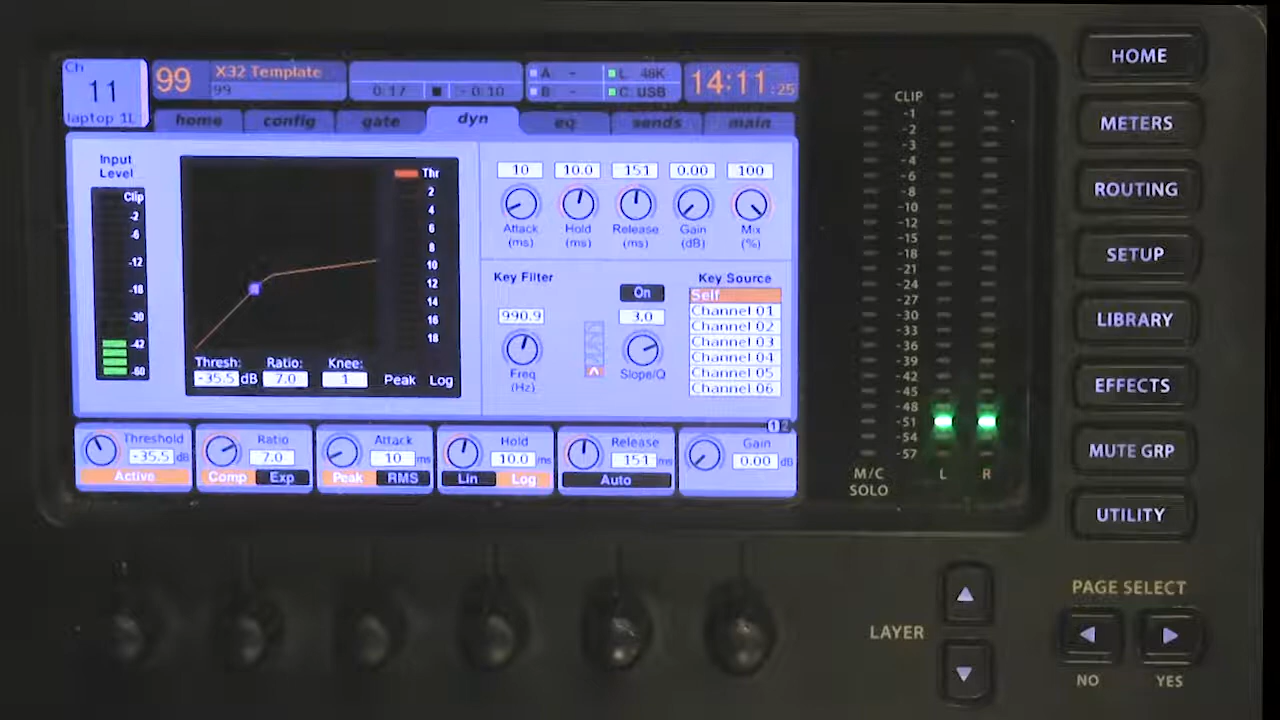 Ch
11
laptop 1L
99
X32 Template
99
0:17
- 0:10
A -
B -
L: 48K
C: USB
14:11:25
home
config
gate
dyn
eq
sends
main
Input
Level
Clip
-2
-6
-12
-18
-30
-42
-60
Thr
2
4
6
8
10
12
14
16
18
Thresh: Ratio: Knee:
-35.5 dB 7.0 1 Peak Log
10 10.0 151 0.00 100
Attack Hold Release Gain Mix
(ms) (ms) (ms) (dB) (%)
Key Filter
990.9
Freq
(Hz)
On
3.0
Slope/Q
Key Source
Self
Channel 01
Channel 02
Channel 03
Channel 04
Channel 05
Channel 06
1 2
Threshold
-35.5 dB
Active
Ratio
7.0
Comp Exp
Attack
10 ms
Peak RMS
Hold
10.0 ms
Lin Log
Release
151 ms
Auto
Gain
0.00 dB
CLIP
-1
-2
-3
-4
-6
-8
-10
-12
-15
-18
-21
-24
-27
-30
-33
-36
-39
-42
-45
-48
-51
-54
-57
M/C
SOLO
L R
HOME
METERS
ROUTING
SETUP
LIBRARY
EFFECTS
MUTE GRP
UTILITY
LAYER
PAGE SELECT
NO YES